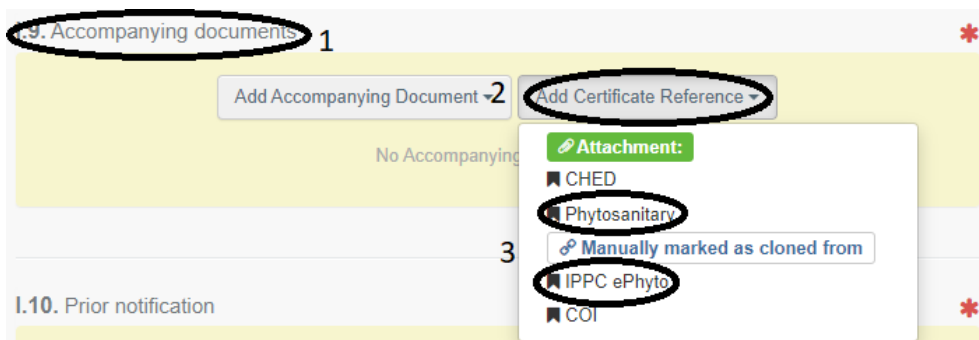 I.9. Accompanying documents 1
Add Accompanying Document 2 Add Certificate Reference
No Accompanying
Attachment:
CHED
Phytosanitary
3 Manually marked as cloned from
IPPC ePhyto
I.10. Prior notification
COI